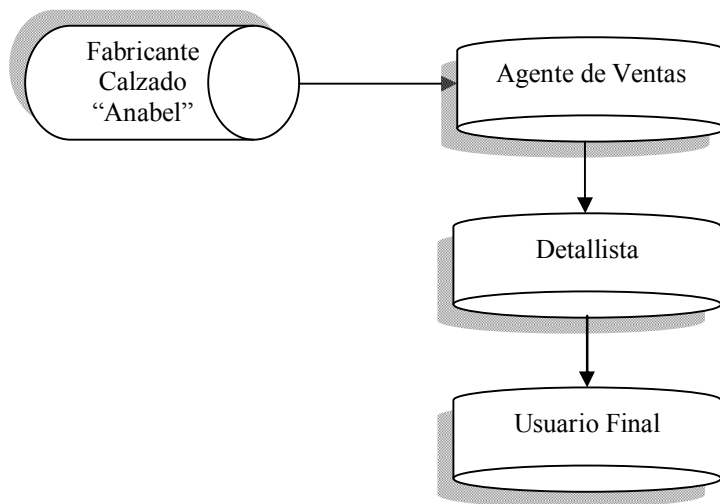 Fabricante
Calzado
“Anabel”
Agente de Ventas
Detallista
Usuario Final